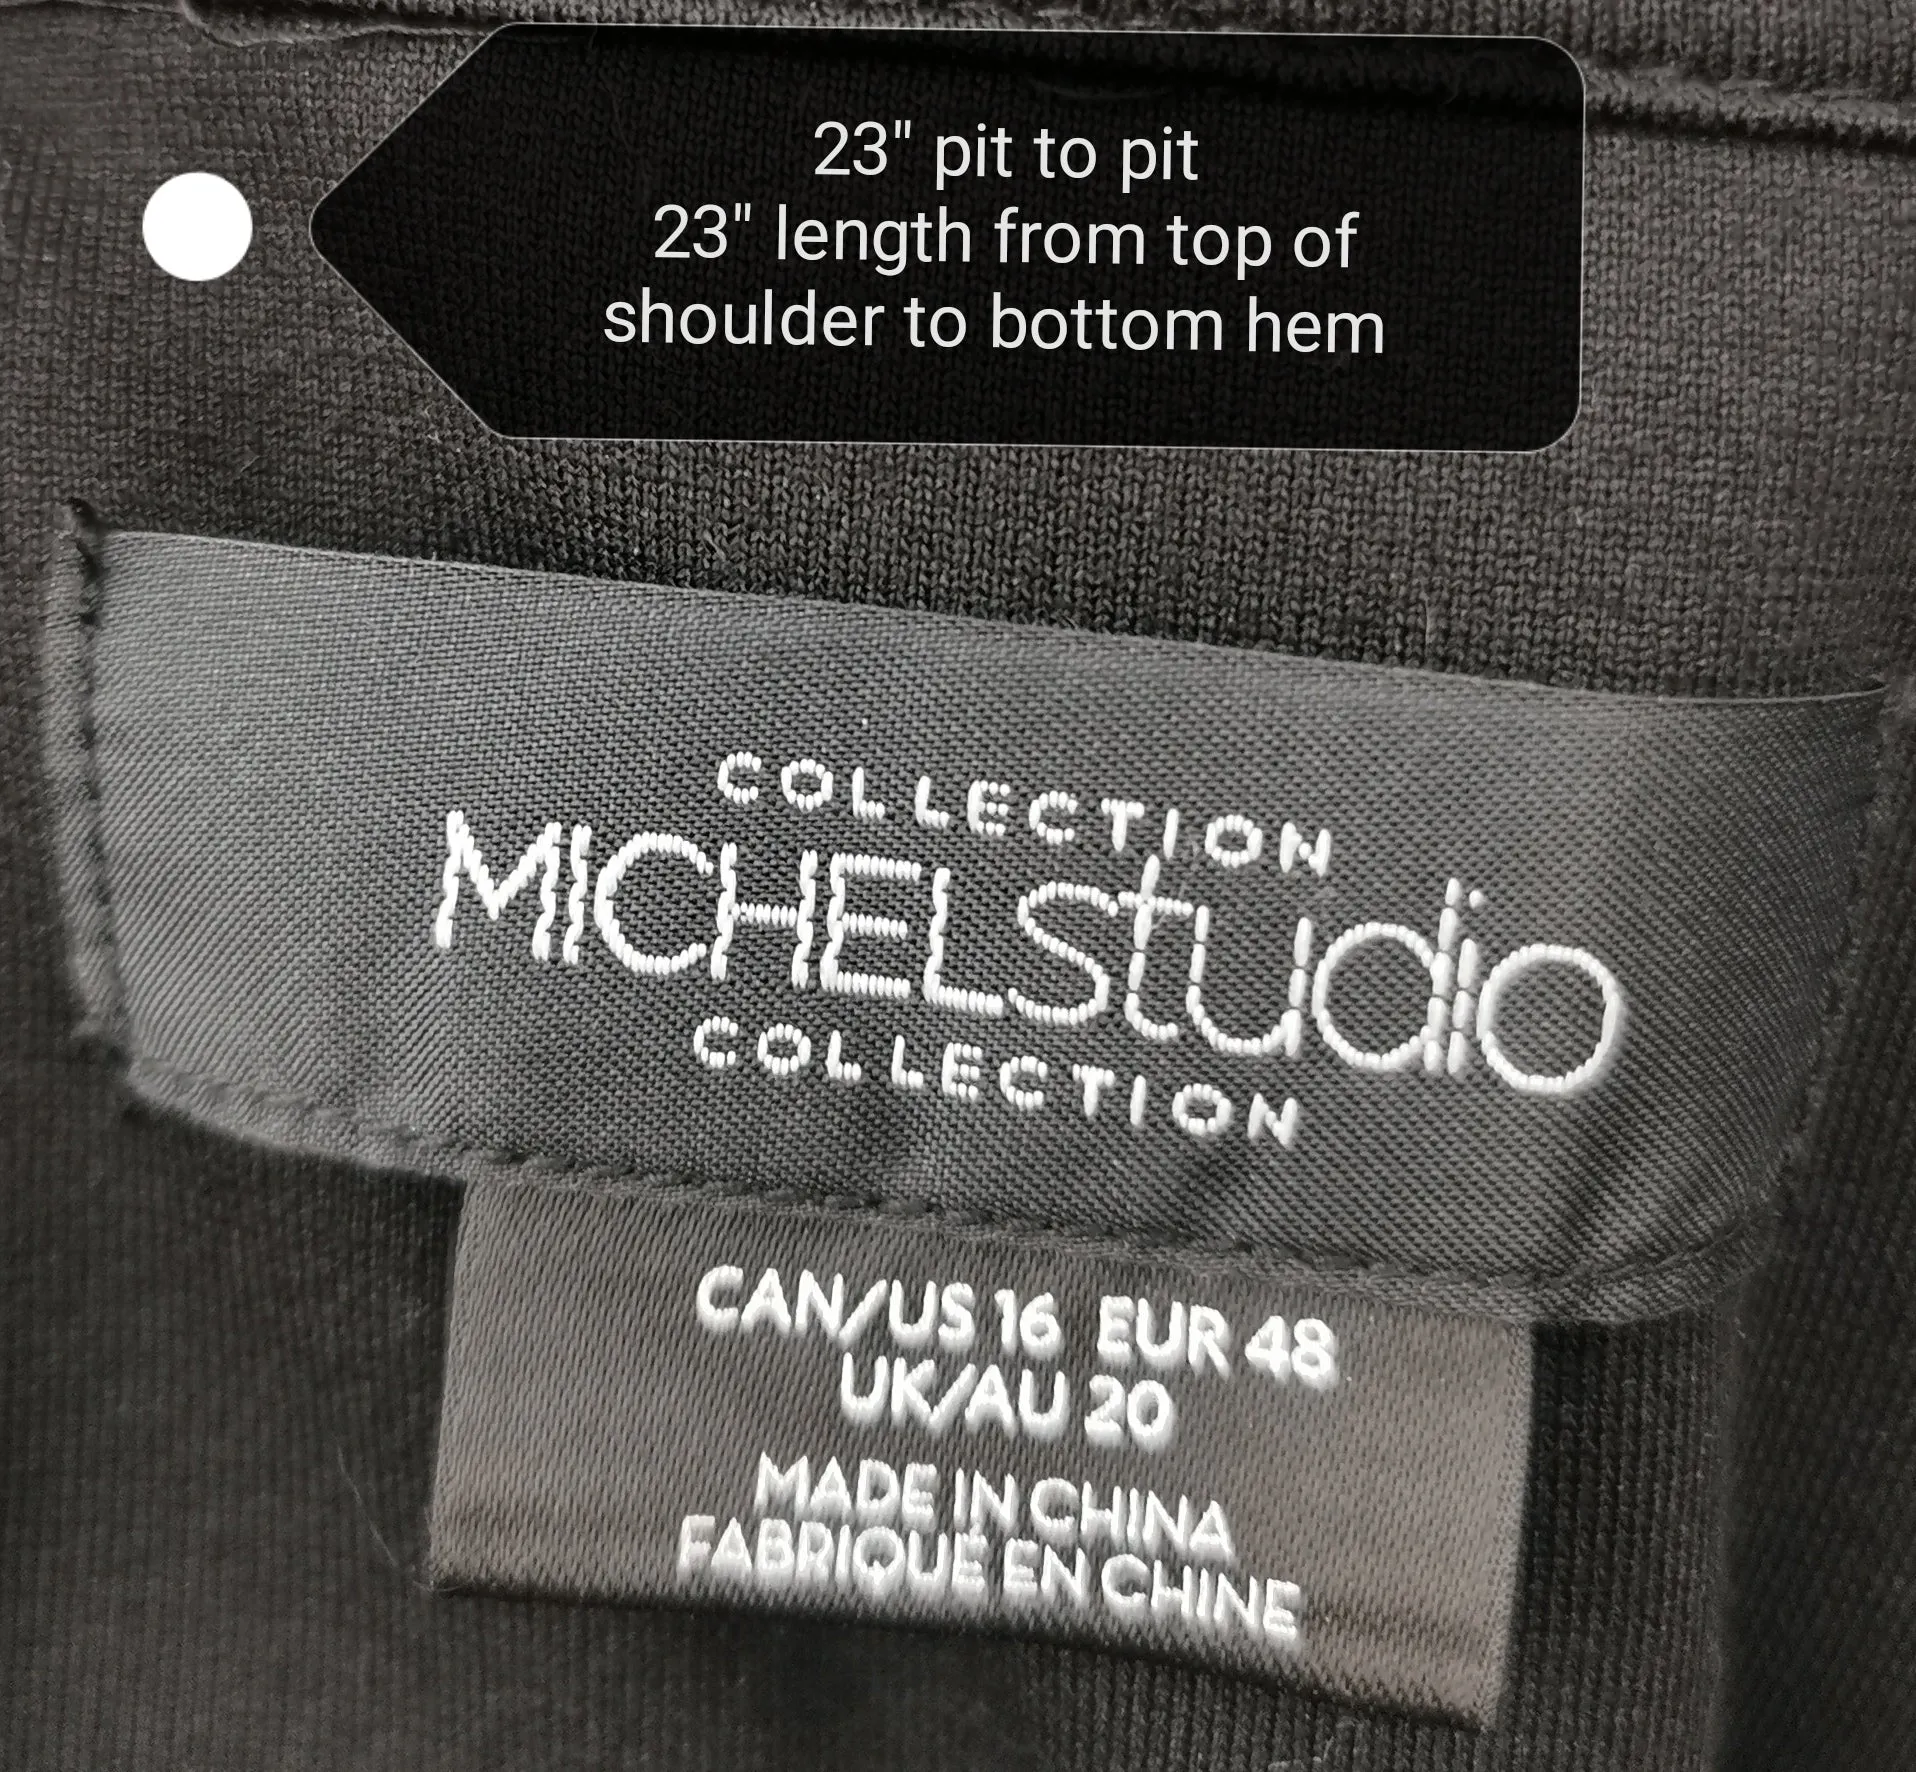 23" pit to pit
23" length from top of
shoulder to bottom hem
COLLECTION
MICHELStudio
COLLECTION
CAN/US 16 EUR 48
UK/AU 20
MADE IN CHINA
FABRIQUÉ EN CHINE